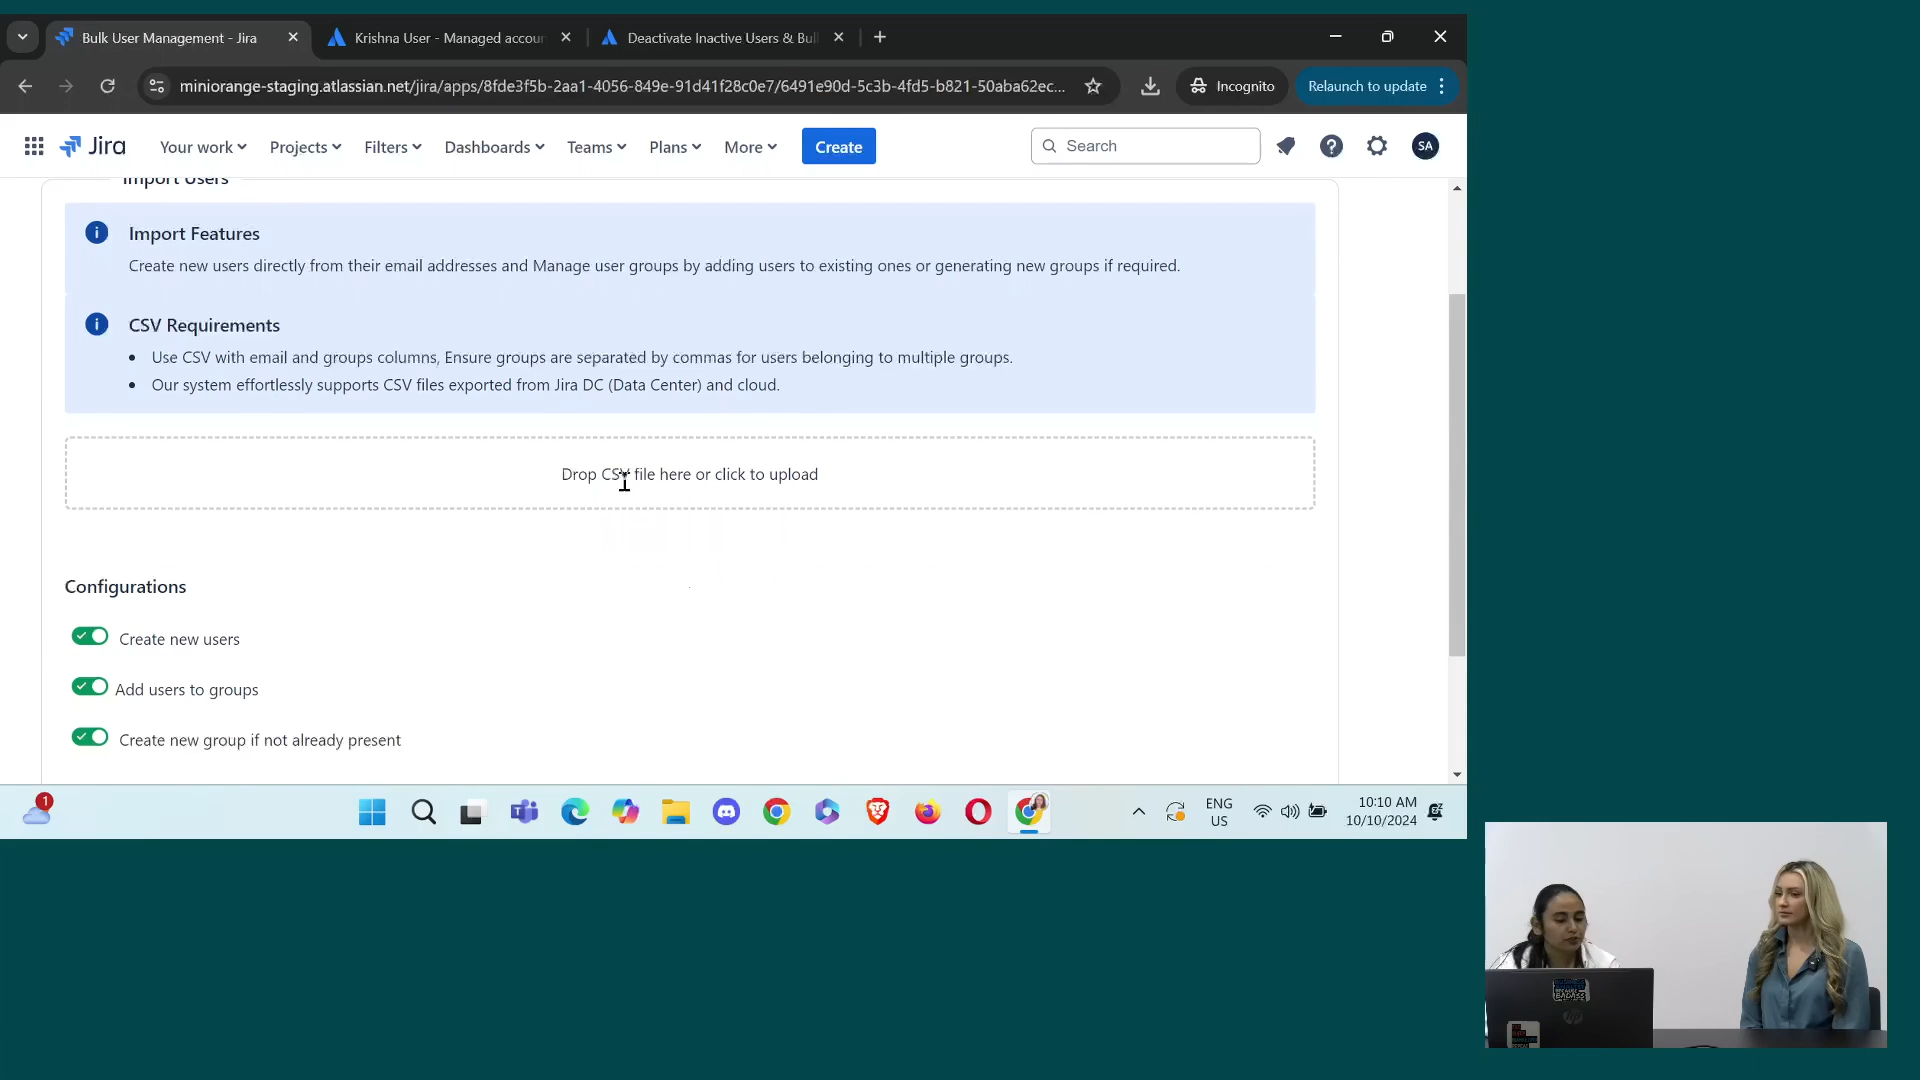 Bulk User Management - Jira
Krishna User - Managed accoun
Deactivate Inactive Users & Bul
miniorange-staging.atlassian.net/jira/apps/8fde3f5b-2aa1-4056-849e-91d41f28c0e7/6491e90d-5c3b-4fd5-b821-50aba62ec...
Incognito
Relaunch to update
Jira
Your work
Projects
Filters
Dashboards
Teams
Plans
More
Create
Search
SA
Import Users
Import Features
Create new users directly from their email addresses and Manage user groups by adding users to existing ones or generating new groups if required.
CSV Requirements
• Use CSV with email and groups columns, Ensure groups are separated by commas for users belonging to multiple groups.
• Our system effortlessly supports CSV files exported from Jira DC (Data Center) and cloud.
Drop CSV file here or click to upload
Configurations
Create new users
Add users to groups
Create new group if not already present
1
ENG
US
10:10 AM
10/10/2024